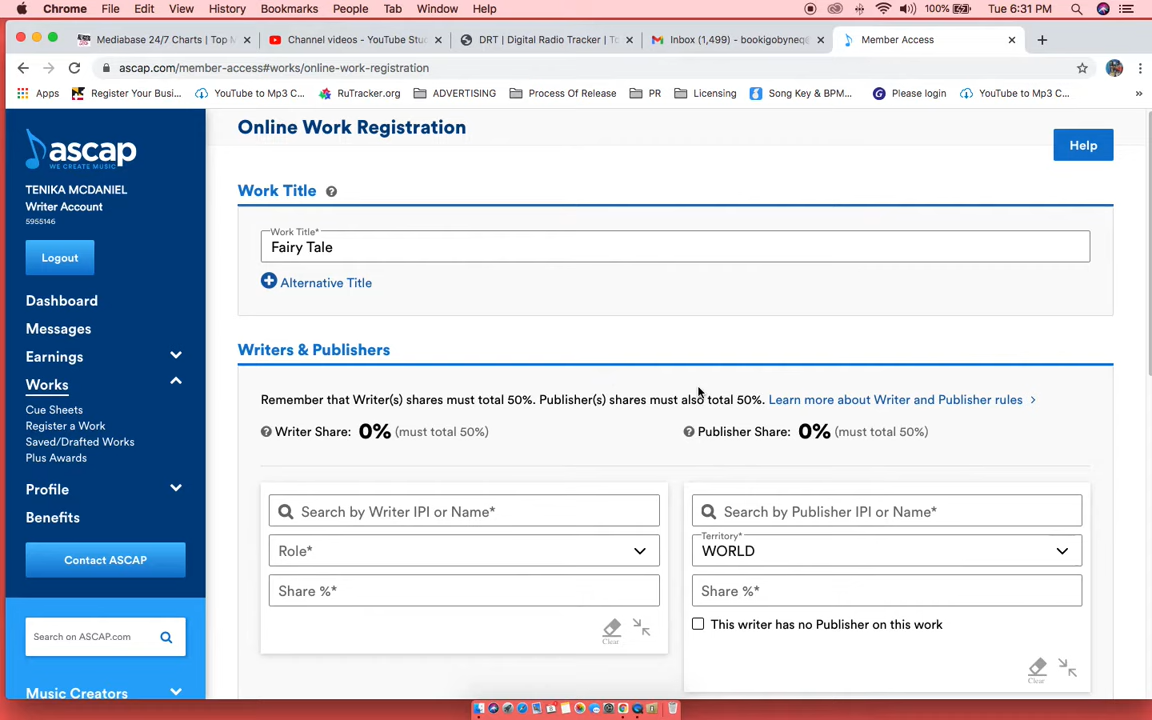 Chrome File Edit View History Bookmarks People Tab Window Help 100% Tue 6:31 PM
Mediabase 24/7 Charts | Top M Channel videos - YouTube Stu DRT | Digital Radio Tracker | To Inbox (1,499) - bookigobyneq@ Member Access
ascap.com/member-access#works/online-work-registration
Apps Register Your Busi... YouTube to Mp3 C... RuTracker.org ADVERTISING Process Of Release PR Licensing Song Key & BPM... Please login YouTube to Mp3 C... »
ascap
WE CREATE MUSIC
TENIKA MCDANIEL
Writer Account
5955146
Logout
Dashboard
Messages
Earnings
Works
Cue Sheets
Register a Work
Saved/Drafted Works
Plus Awards
Profile
Benefits
Contact ASCAP
Search on ASCAP.com
Music Creators
Online Work Registration
Help
Work Title
Work Title*
Fairy Tale
Alternative Title
Writers & Publishers
Remember that Writer(s) shares must total 50%. Publisher(s) shares must also total 50%. Learn more about Writer and Publisher rules
Writer Share: 0% (must total 50%) Publisher Share: 0% (must total 50%)
Search by Writer IPI or Name*
Role*
Share %*
Clear
Search by Publisher IPI or Name*
Territory*
WORLD
Share %*
This writer has no Publisher on this work
Clear